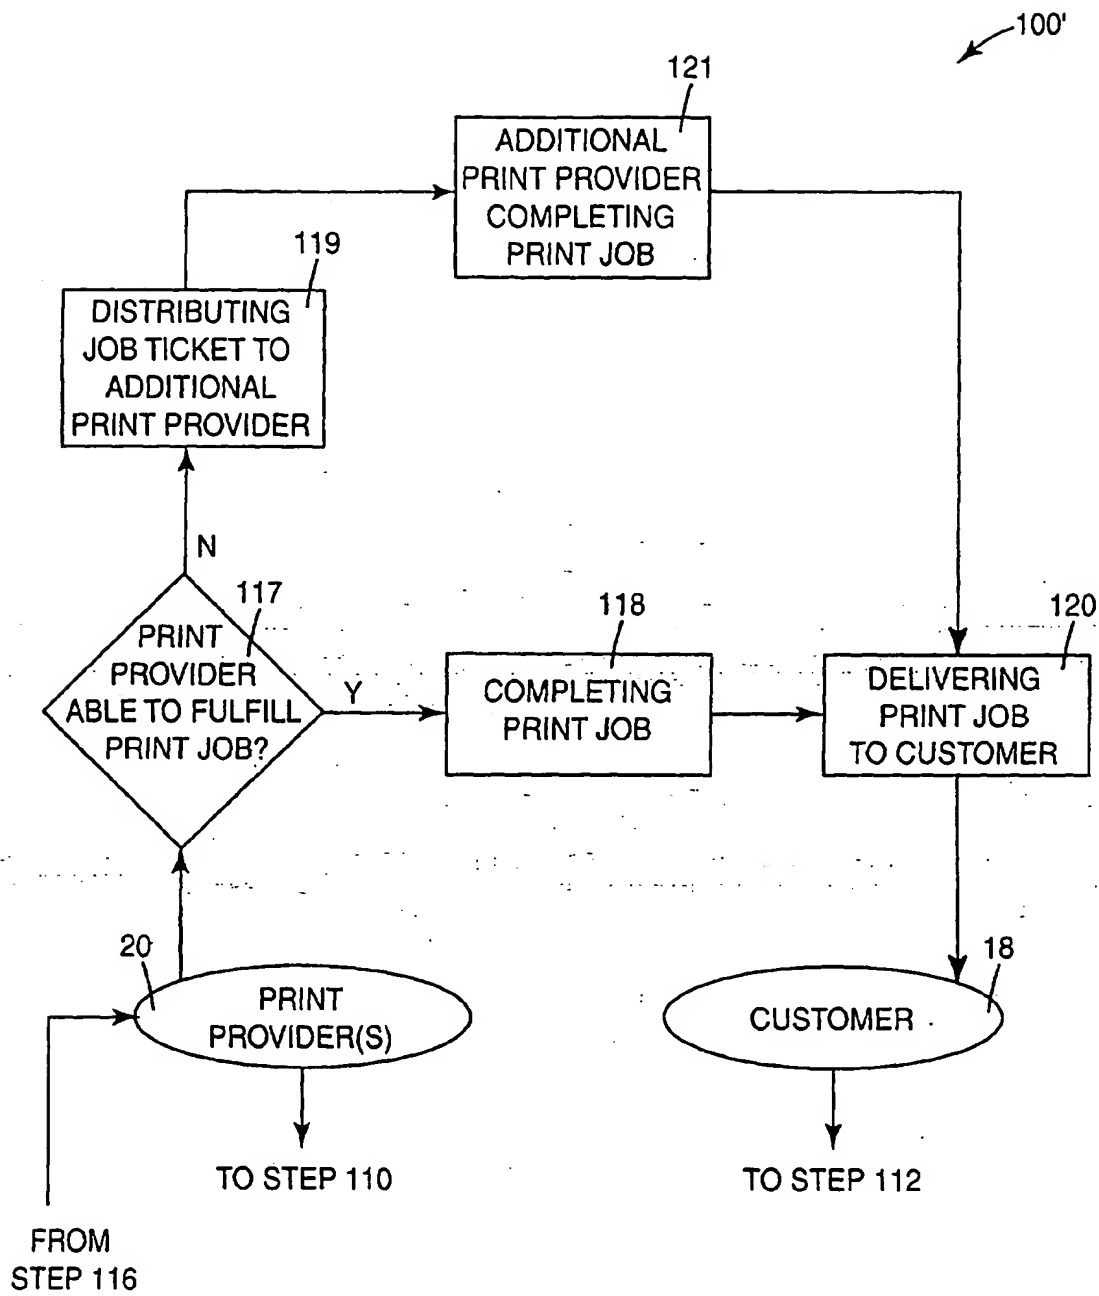 100'
121
ADDITIONAL
PRINT PROVIDER
COMPLETING
PRINT JOB
119
DISTRIBUTING
JOB TICKET TO
ADDITIONAL
PRINT PROVIDER
N
117
PRINT
PROVIDER
ABLE TO FULFILL
PRINT JOB?
Y
118
COMPLETING
PRINT JOB
120
DELIVERING
PRINT JOB
TO CUSTOMER
20
PRINT
PROVIDER(S)
18
CUSTOMER
TO STEP 110
TO STEP 112
FROM
STEP 116